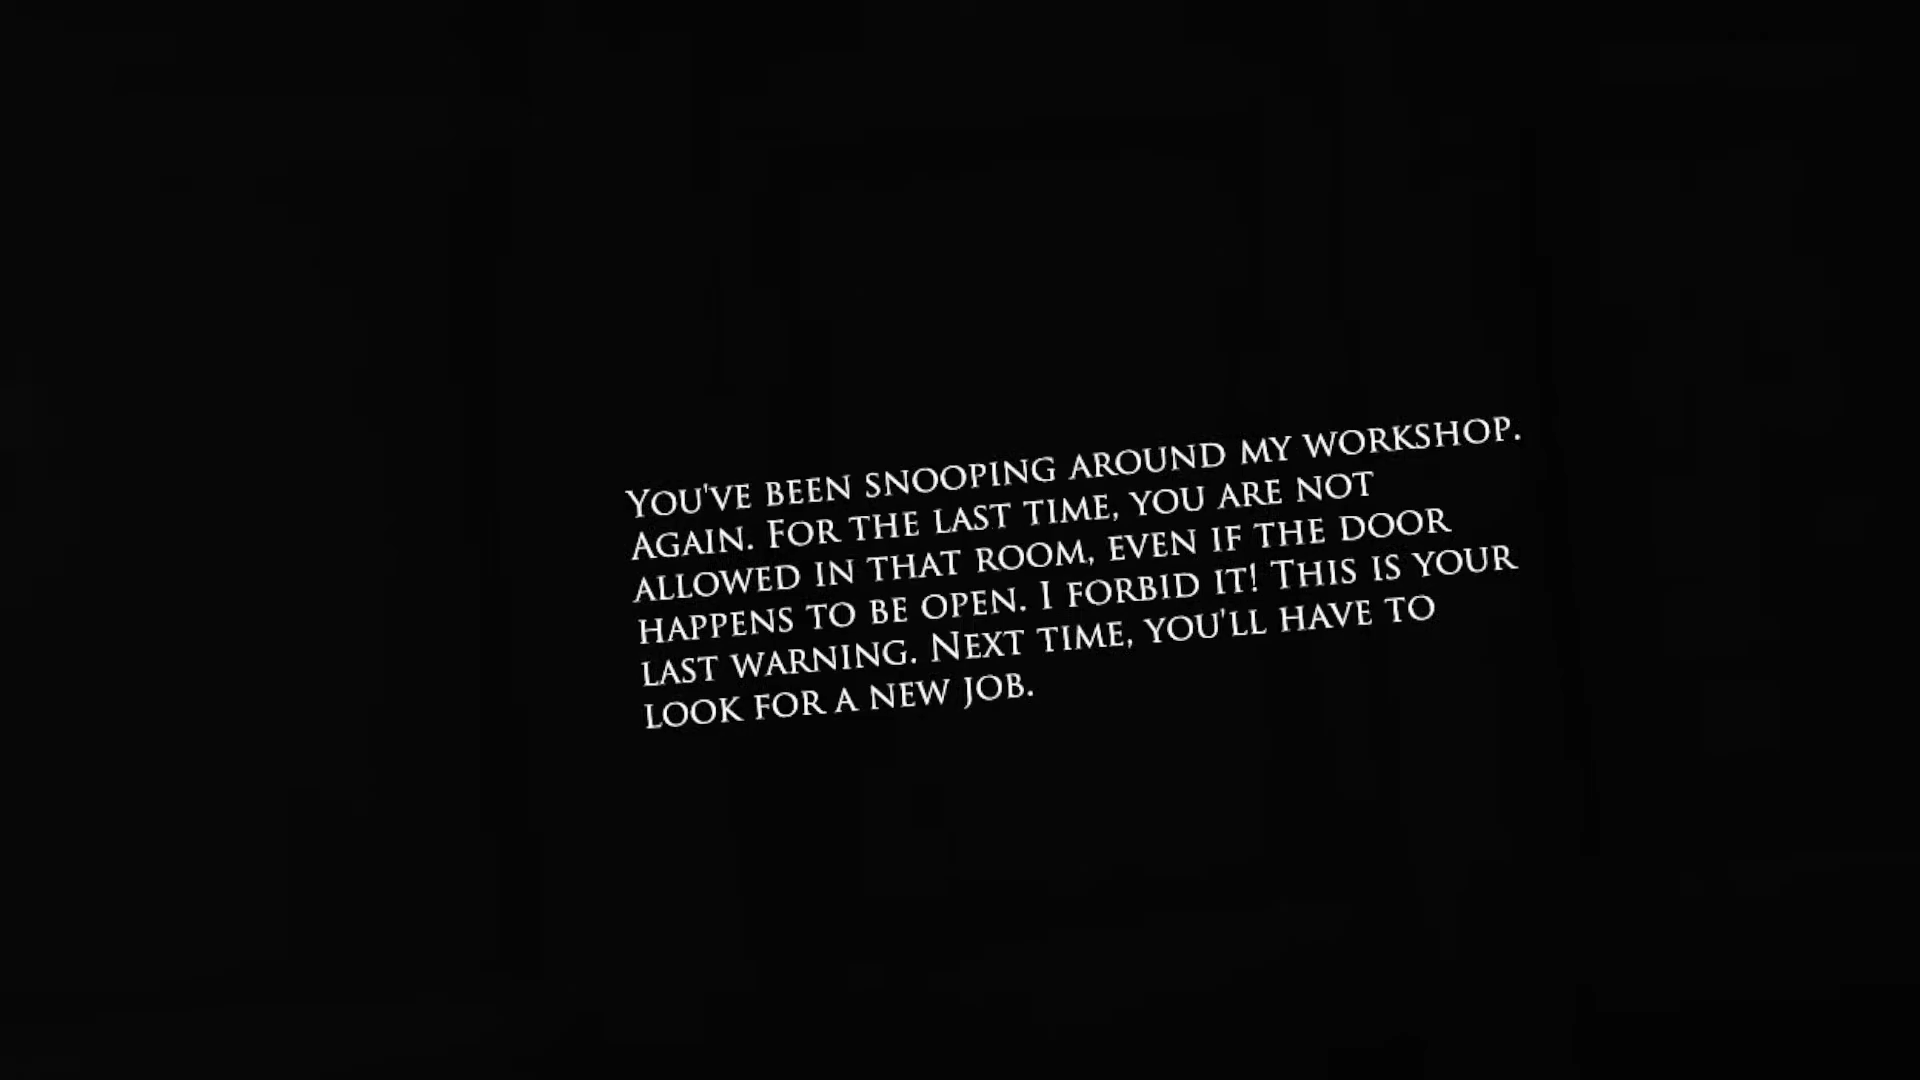 You've been snooping around my workshop.
Again. For the last time, you are not
allowed in that room, even if the door
happens to be open. I forbid it! This is your
last warning. Next time, you'll have to
look for a new job.